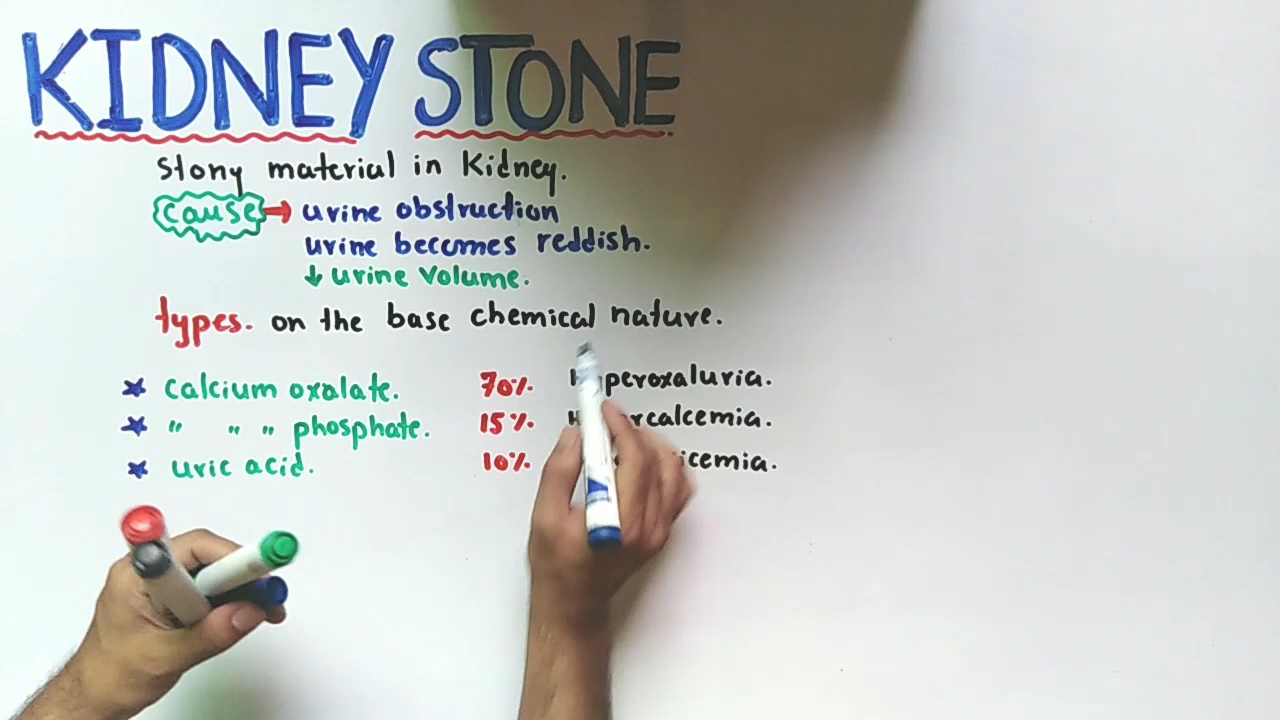 KIDNEY STONE
Stony material in Kidney.
cause → urine obstruction
urine becomes reddish.
↓ urine volume.
types. on the base chemical nature.
★ calcium oxalate. 70% Hyperoxaluria.
★ " " " phosphate. 15%
★ uric acid. 10%